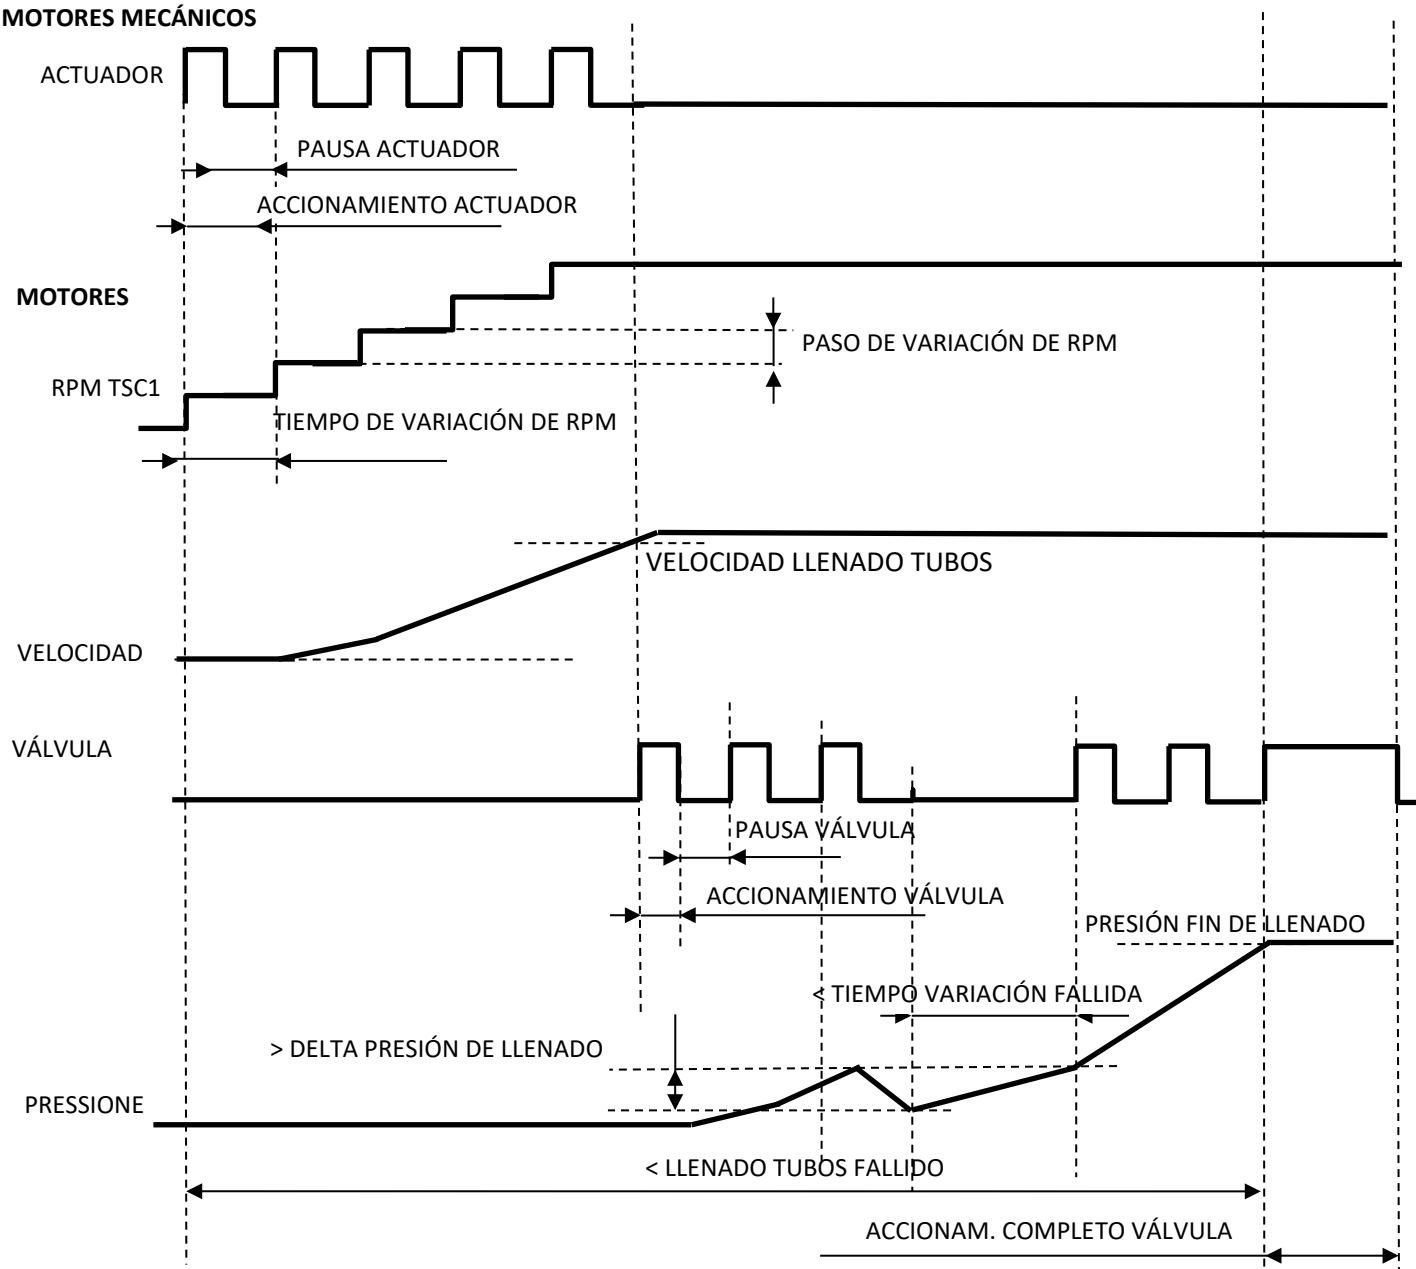 MOTORES MECÁNICOS
ACTUADOR
PAUSA ACTUADOR
ACCIONAMIENTO ACTUADOR
MOTORES
PASO DE VARIACIÓN DE RPM
RPM TSC1
TIEMPO DE VARIACIÓN DE RPM
VELOCIDAD LLENADO TUBOS
VELOCIDAD
VÁLVULA
PAUSA VÁLVULA
ACCIONAMIENTO VÁLVULA
PRESIÓN FIN DE LLENADO
< TIEMPO VARIACIÓN FALLIDA
> DELTA PRESIÓN DE LLENADO
PRESSIONE
< LLENADO TUBOS FALLIDO
ACCIONAM. COMPLETO VÁLVULA